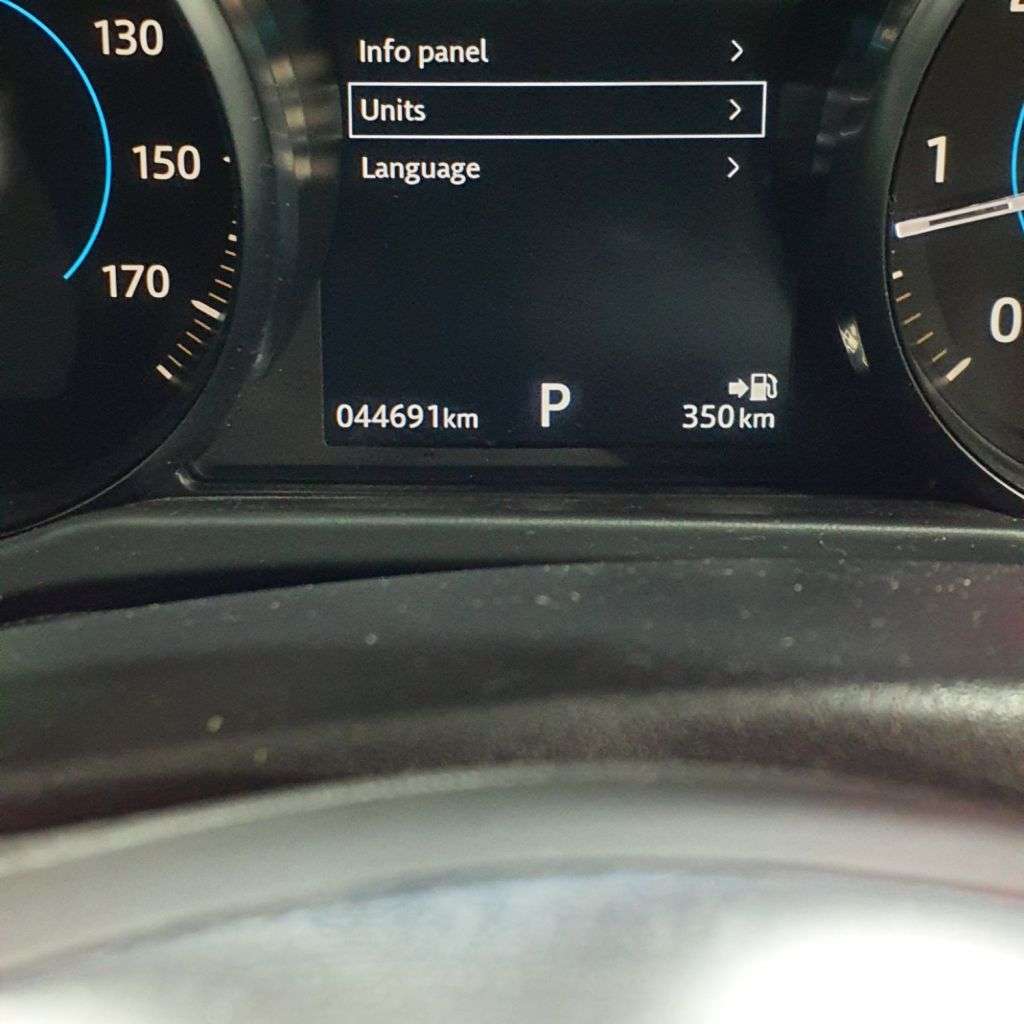 130
150
170
Info panel
Units
Language
044691km
P
350km
1
0